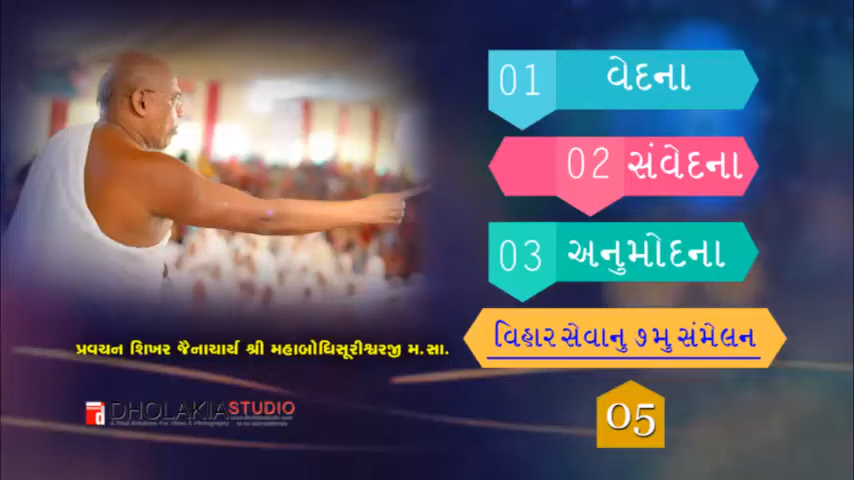 01 વેદના
02 સંવેદના
03 અનુમોદના
વિહાર સેવાનુ ૭મુ સંમેલન
05
પ્રવચન શિખર જૈનાચાર્ય શ્રી મહાબોધિસૂરીશ્વરજી મ.સા.
DHOLAKIA STUDIO